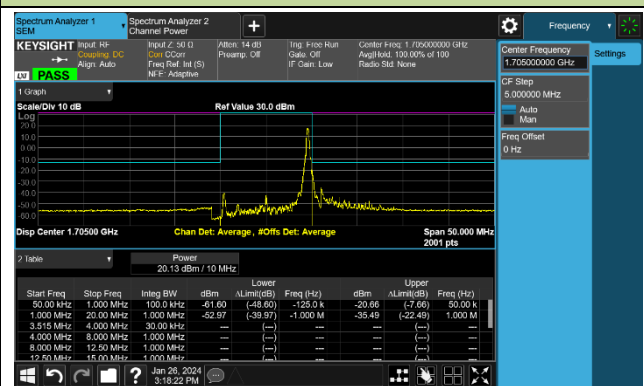 Spectrum Analyzer 1
SEM
Spectrum Analyzer 2
Channel Power
Frequency
KEYSIGHT
Input: RF
Coupling: DC
Align: Auto
Input Z: 50 Ω
Corr CCorr
Freq Ref: Int (S)
NFE: Adaptive
Atten: 14 dB
Preamp: Off
Trig: Free Run
Gate: Off
IF Gain: Low
Center Freq: 1.705000000 GHz
Avg|Hold: 100.00% of 100
Radio Std: None
LXI
PASS
Center Frequency
1.705000000 GHz
Settings
CF Step
5.000000 MHz
Auto
Man
Freq Offset
0 Hz
1 Graph
Scale/Div 10 dB
Ref Value 30.0 dBm
Log
20.0
10.0
0.00
-10.0
-20.0
-30.0
-40.0
-50.0
-60.0
Disp Center 1.70500 GHz
Chan Det: Average , #Offs Det: Average
Span 50.000 MHz
2001 pts
2 Table
Power
20.13 dBm / 10 MHz
Lower Upper
Start Freq Stop Freq Integ BW dBm ΔLimit(dB) Freq (Hz) dBm ΔLimit(dB) Freq (Hz)
50.00 kHz 1.000 MHz 100.0 kHz -61.60 (-48.60) -125.0 k -20.66 (-7.66) 50.00 k
1.000 MHz 20.00 MHz 1.000 MHz -52.97 (-39.97) -1.000 M -35.49 (-22.49) 1.000 M
3.515 MHz 4.000 MHz 30.00 kHz --- (---) --- --- (---) ---
4.000 MHz 8.000 MHz 1.000 MHz --- (---) --- --- (---) ---
8.000 MHz 12.50 MHz 1.000 MHz --- (---) --- --- (---) ---
12.50 MHz 15.00 MHz 1.000 MHz --- (---) --- --- (---) ---
Jan 26, 2024
3:18:22 PM